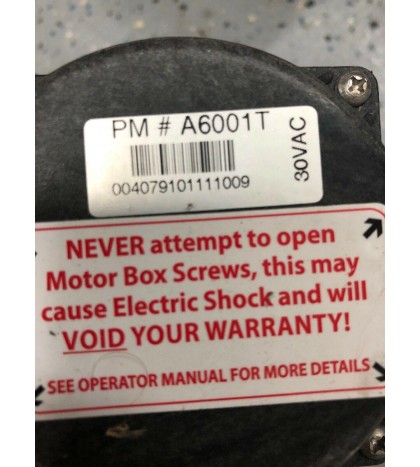 PM # A6001T
004079101111009
30VAC
NEVER attempt to open
Motor Box Screws, this may
cause Electric Shock and will
VOID YOUR WARRANTY!
SEE OPERATOR MANUAL FOR MORE DETAILS